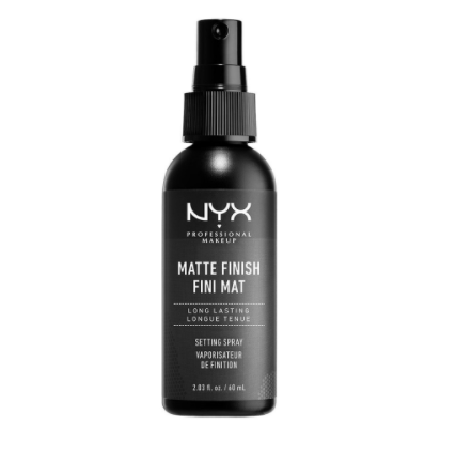 NYX
PROFESSIONAL
MAKEUP
MATTE FINISH
FINI MAT
LONG LASTING
LONGUE TENUE
SETTING SPRAY
VAPORISATEUR
DE FINITION
2.03 fl. oz. / 60 mL.